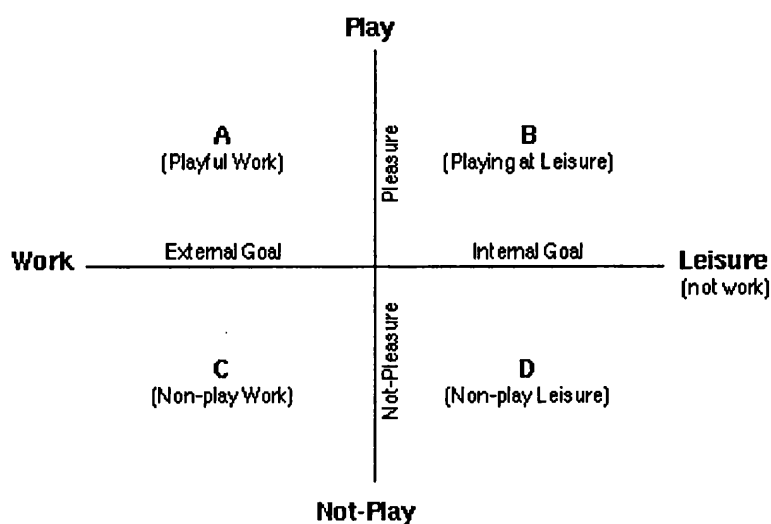 Play
A
(Playful Work)
Pleasure
B
(Playing at Leisure)
Work
External Goal
Internal Goal
Leisure
(not work)
C
(Non-play Work)
Not-Pleasure
D
(Non-play Leisure)
Not-Play